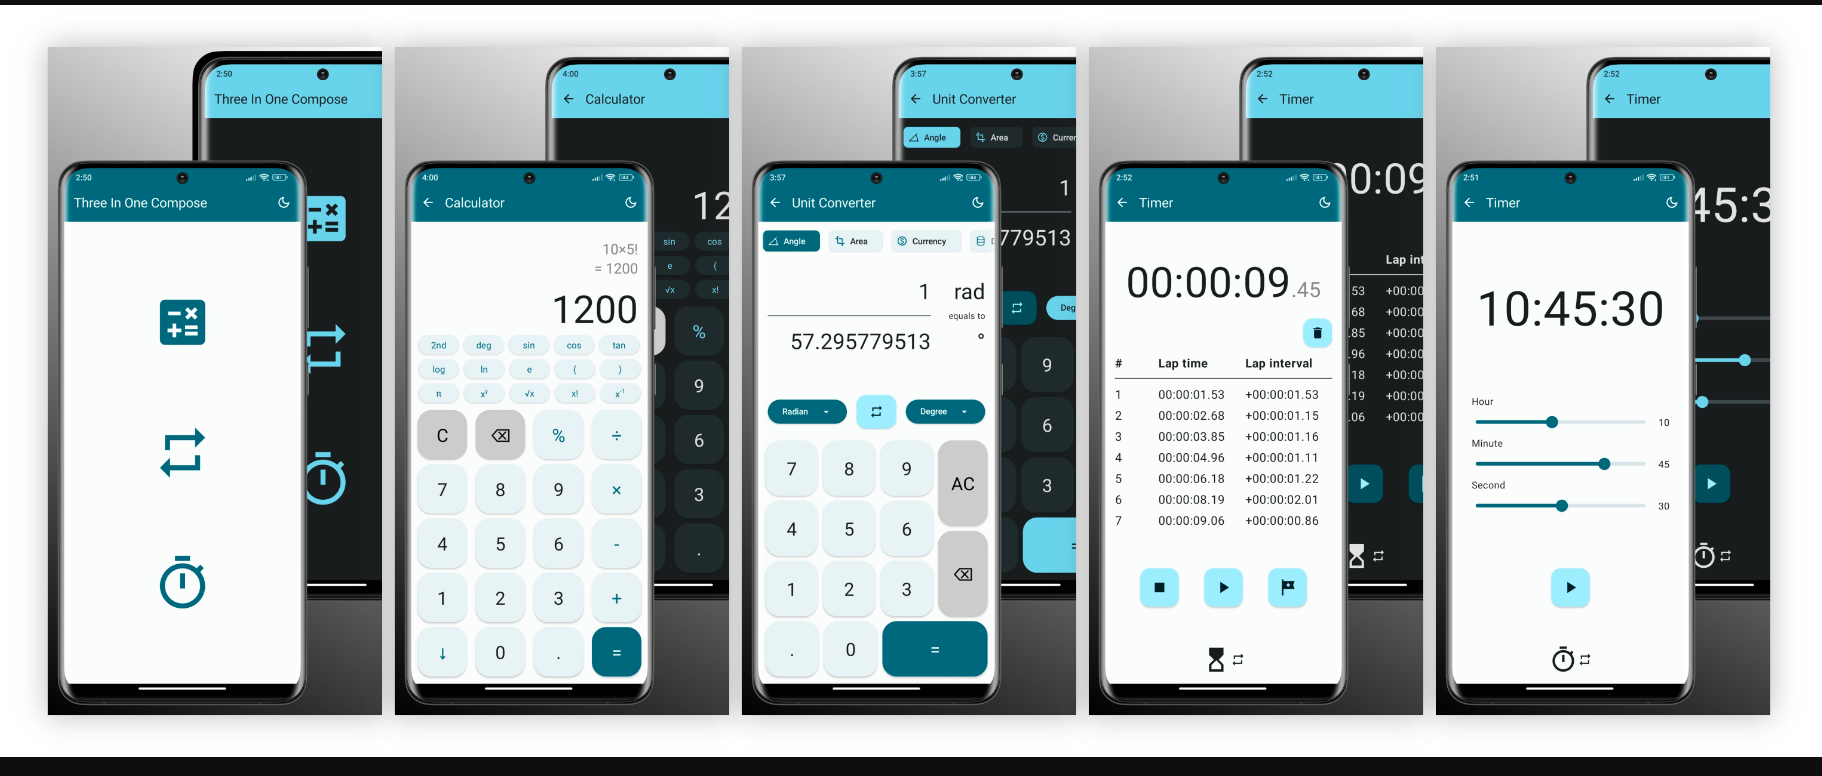 2:50
Three In One Compose
2:50
Three In One Compose
4:00
Calculator
12
sin cos
e (
√x x!
%
9
6
3
.
4:00
Calculator
10×5!
= 1200
1200
2nd deg sin cos tan
log ln e ( )
π xʸ √x x! x⁻¹
C % ÷
7 8 9 ×
4 5 6 -
1 2 3 +
↓ 0 . =
3:57
Unit Converter
Angle Area Curren
1
779513
Deg
9
6
3
=
3:57
Unit Converter
Angle Area Currency D
1 rad
equals to
57.295779513 °
Radian Degree
7 8 9 AC
4 5 6
1 2 3
. 0 =
2:52
Timer
0:09
Lap int
53 +00:00
68 +00:00
.85 +00:00
.96 +00:00
18 +00:00
.19 +00:00
.06 +00:00
2:52
Timer
00:00:09.45
# Lap time Lap interval
1 00:00:01.53 +00:00:01.53
2 00:00:02.68 +00:00:01.15
3 00:00:03.85 +00:00:01.16
4 00:00:04.96 +00:00:01.11
5 00:00:06.18 +00:00:01.22
6 00:00:08.19 +00:00:02.01
7 00:00:09.06 +00:00:00.86
2:52
Timer
45:3
2:51
Timer
10:45:30
Hour
10
Minute
45
Second
30